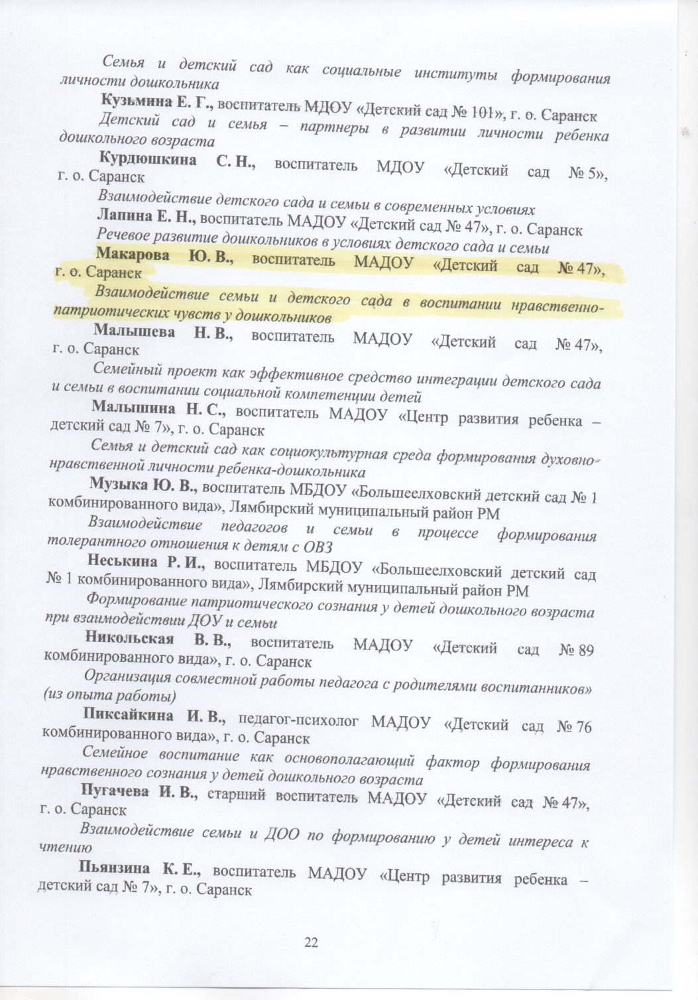 Семья и детский сад как социальные институты формирования
личности дошкольника
Кузьмина Е. Г., воспитатель МДОУ «Детский сад № 101», г. о. Саранск
Детский сад и семья – партнеры в развитии личности ребенка
дошкольного возраста
Курдюшкина С. Н., воспитатель МДОУ «Детский сад № 5»,
г. о. Саранск
Взаимодействие детского сада и семьи в современных условиях
Лапина Е. Н., воспитатель МАДОУ «Детский сад № 47», г. о. Саранск
Речевое развитие дошкольников в условиях детского сада и семьи
Макарова Ю. В., воспитатель МАДОУ «Детский сад № 47»,
г. о. Саранск
Взаимодействие семьи и детского сада в воспитании нравственно-
патриотических чувств у дошкольников
Малышева Н. В., воспитатель МАДОУ «Детский сад № 47»,
г. о. Саранск
Семейный проект как эффективное средство интеграции детского сада
и семьи в воспитании социальной компетенции детей
Малышина Н. С., воспитатель МАДОУ «Центр развития ребенка –
детский сад № 7», г. о. Саранск
Семья и детский сад как социокультурная среда формирования духовно-
нравственной личности ребенка-дошкольника
Музыка Ю. В., воспитатель МБДОУ «Большеелховский детский сад № 1
комбинированного вида», Лямбирский муниципальный район РМ
Взаимодействие педагогов и семьи в процессе формирования
толерантного отношения к детям с ОВЗ
Неськина Р. И., воспитатель МБДОУ «Большеелховский детский сад
№ 1 комбинированного вида», Лямбирский муниципальный район РМ
Формирование патриотического сознания у детей дошкольного возраста
при взаимодействии ДОУ и семьи
Никольская В. В., воспитатель МАДОУ «Детский сад № 89
комбинированного вида», г. о. Саранск
Организация совместной работы педагога с родителями воспитанников»
(из опыта работы)
Пиксайкина И. В., педагог-психолог МАДОУ «Детский сад № 76
комбинированного вида», г. о. Саранск
Семейное воспитание как основополагающий фактор формирования
нравственного сознания у детей дошкольного возраста
Пугачева И. В., старший воспитатель МАДОУ «Детский сад № 47»,
г. о. Саранск
Взаимодействие семьи и ДОО по формированию у детей интереса к
чтению
Пьянзина К. Е., воспитатель МАДОУ «Центр развития ребенка –
детский сад № 7», г. о. Саранск
22